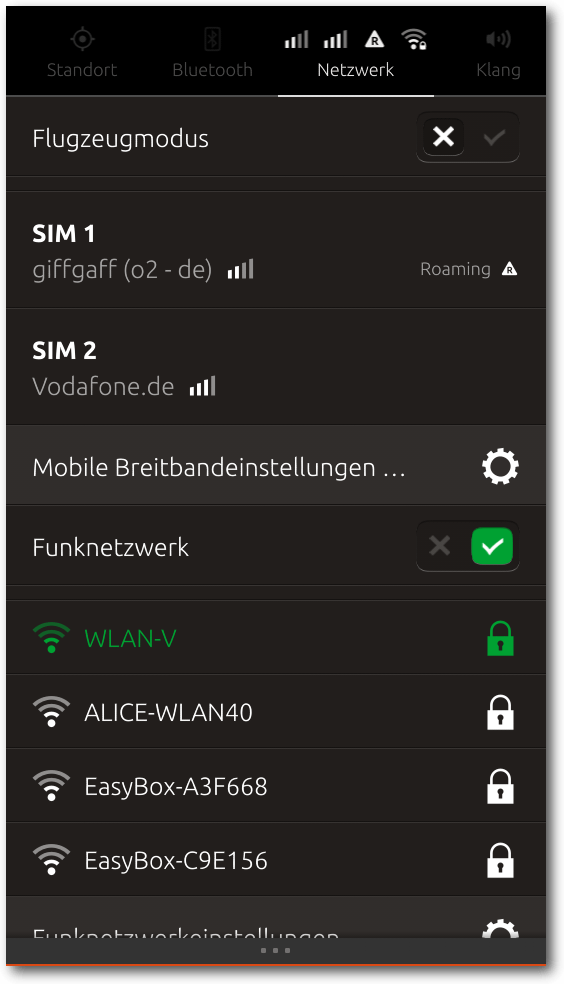 Standort Bluetooth Netzwerk Klang
Flugzeugmodus
SIM 1
giffgaff (o2 - de) Roaming
SIM 2
Vodafone.de
Mobile Breitbandeinstellungen ...
Funknetzwerk
WLAN-V
ALICE-WLAN40
EasyBox-A3F668
EasyBox-C9E156
Funknetzwerkeinstellungen